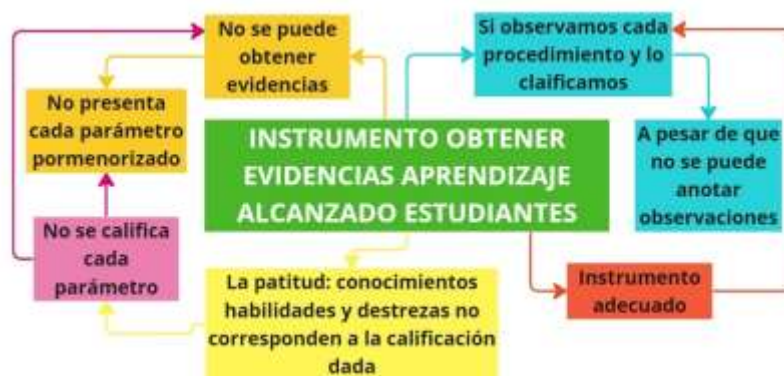 No se puede
obtener
evidencias
Si observamos cada
procedimiento y lo
claificamos
No presenta
cada parámetro
pormenorizado
INSTRUMENTO OBTENER
EVIDENCIAS APRENDIZAJE
ALCANZADO ESTUDIANTES
A pesar de que
no se puede
anotar
observaciones
No se califica
cada
parámetro
La patitud: conocimientos
habilidades y destrezas no
corresponden a la calificación
dada
Instrumento
adecuado